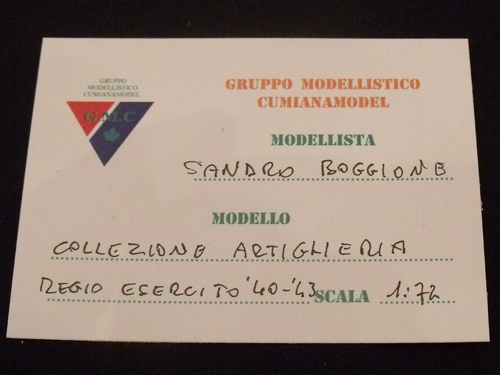 GRUPPO
MODELLISTICO
CUMIANAMODEL
G.M.C
GRUPPO MODELLISTICO
CUMIANAMODEL
MODELLISTA
SANDRO BOGGIONE
MODELLO
COLLEZIONE ARTIGLIERIA
REGIO ESERCITO '40-'43 SCALA 1:72